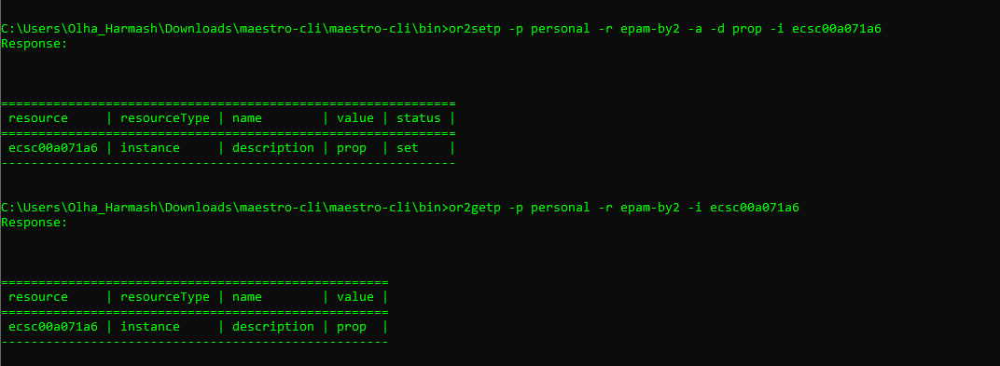 C:\Users\Olha_Harmash\Downloads\maestro-cli\maestro-cli\bin>or2setp -p personal -r epam-by2 -a -d prop -i ecsc00a071a6
Response:
=============================================================
resource | resourceType | name | value | status |
=============================================================
ecsc00a071a6 | instance | description | prop | set |
-------------------------------------------------------------
C:\Users\Olha_Harmash\Downloads\maestro-cli\maestro-cli\bin>or2getp -p personal -r epam-by2 -i ecsc00a071a6
Response:
====================================================
resource | resourceType | name | value |
====================================================
ecsc00a071a6 | instance | description | prop |
----------------------------------------------------